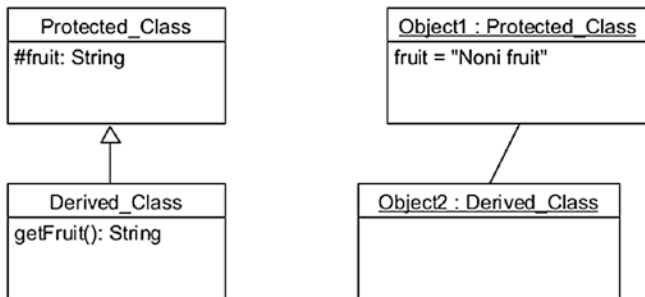 Protected_Class
#fruit: String
Derived_Class
getFruit(): String
Object1 : Protected_Class
fruit = "Noni fruit"
Object2 : Derived_Class